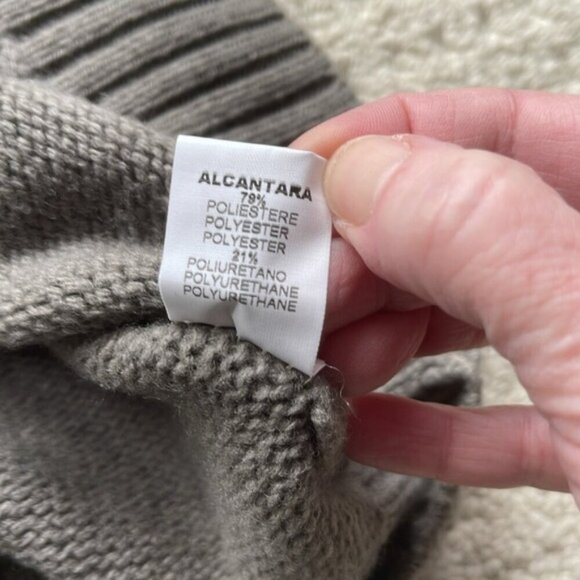 ALCANTARA
79%
POLIESTERE
POLYESTER
POLYESTER
21%
POLIURETANO
POLYURETHANE
POLYURETHANE